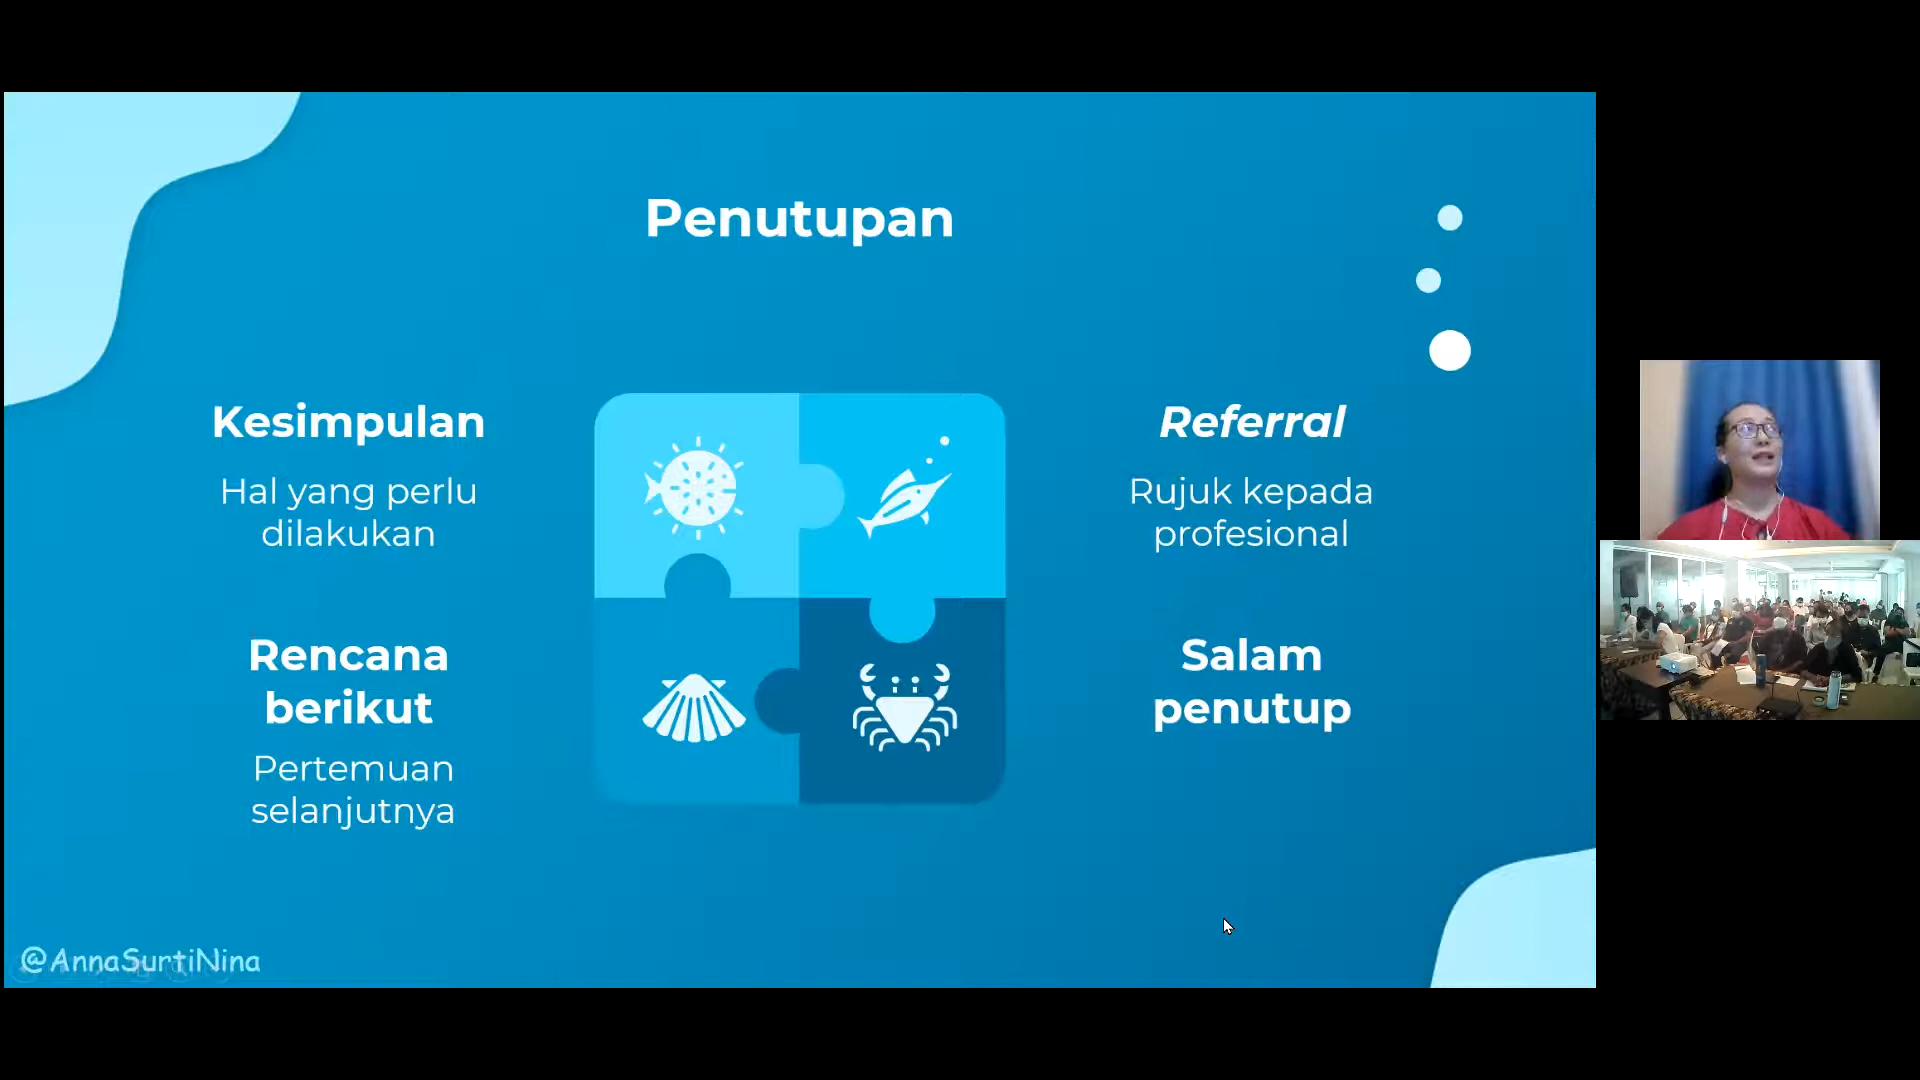 Penutupan
Kesimpulan
Hal yang perlu
dilakukan
Referral
Rujuk kepada
profesional
Rencana
berikut
Pertemuan
selanjutnya
Salam
penutup
@AnnaSurtiNina